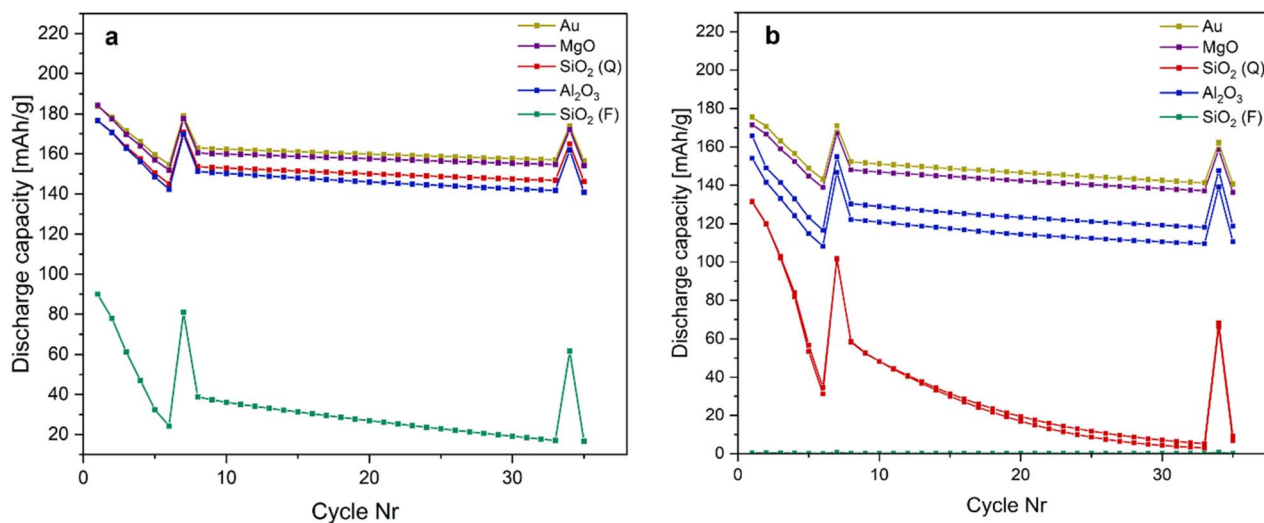 a
Au
MgO
SiO₂ (Q)
Al₂O₃
SiO₂ (F)
220
200
180
160
140
120
100
80
60
40
20
0
10
20
30
Discharge capacity [mAh/g]
Cycle Nr
b
Au
MgO
SiO₂ (Q)
Al₂O₃
SiO₂ (F)
220
200
180
160
140
120
100
80
60
40
20
0
0
10
20
30
Discharge capacity [mAh/g]
Cycle Nr